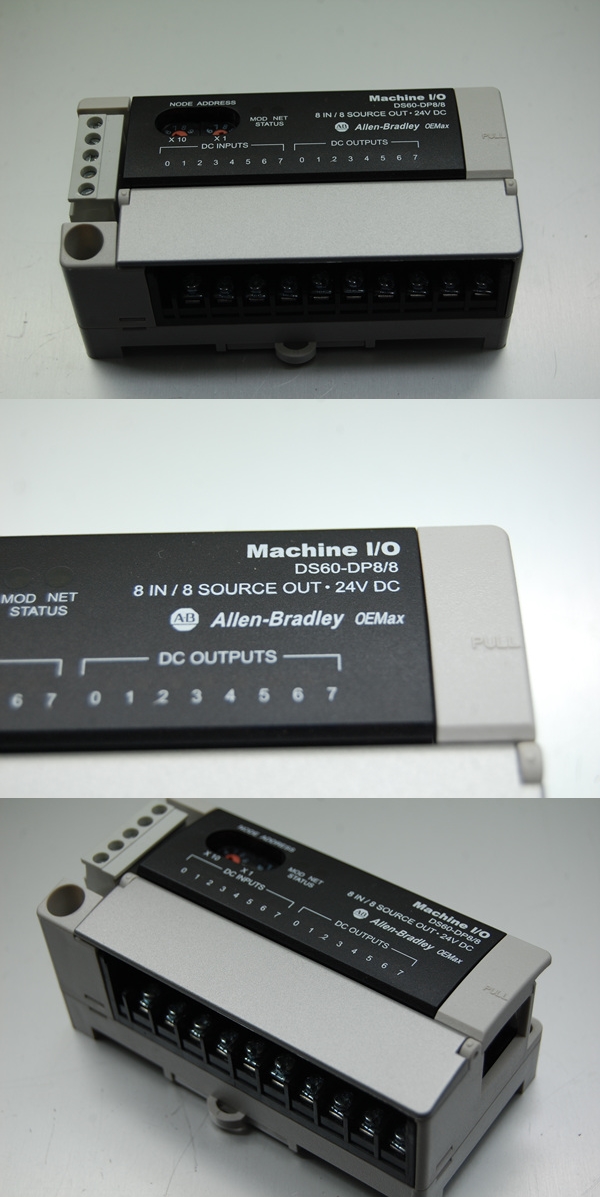 Machine I/O
NODE ADDRESS
DS60-DP8/8
MOD NET
STATUS
8 IN / 8 SOURCE OUT · 24V DC
X 10 X 1
AB Allen-Bradley OEMax
DC INPUTS DC OUTPUTS
0 1 2 3 4 5 6 7 0 1 2 3 4 5 6 7
PULL
Machine I/O
DS60-DP8/8
MOD NET
STATUS
8 IN / 8 SOURCE OUT · 24V DC
A-B Allen-Bradley OEMax
DC OUTPUTS
6 7 0 1 2 3 4 5 6 7
PULL
NODE ADDRESS
X 10 X 1
MOD NET
STATUS
DC INPUTS
0 1 2 3 4 5 6 7
Machine I/O
DS60-DP8/8
8 IN / 8 SOURCE OUT · 24V DC
AB Allen-Bradley OEMax
DC OUTPUTS
0 1 2 3 4 5 6 7
PULL